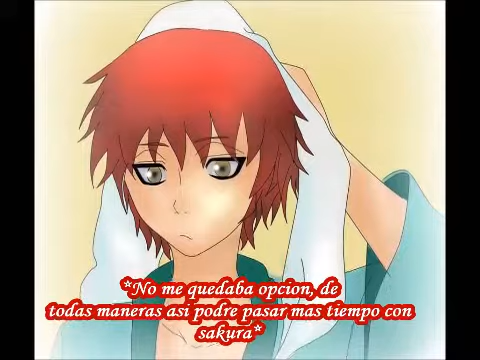 *No me quedaba opcion, de
todas maneras asi podre pasar mas tiempo con
sakura*